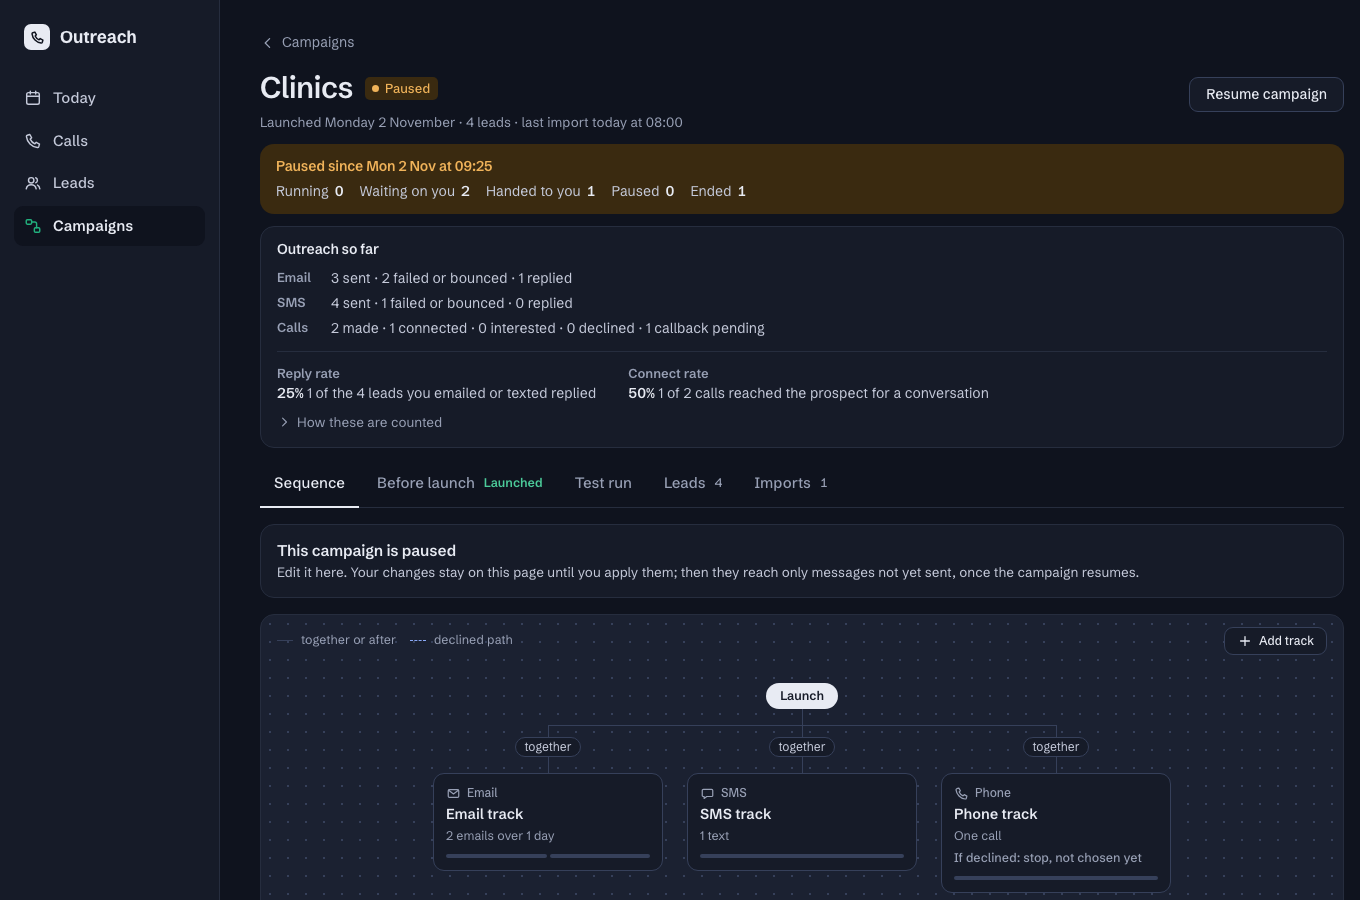 Outreach
Today
Calls
Leads
Campaigns
Campaigns
Clinics
Paused
Resume campaign
Launched Monday 2 November · 4 leads · last import today at 08:00
Paused since Mon 2 Nov at 09:25
Running 0 Waiting on you 2 Handed to you 1 Paused 0 Ended 1
Outreach so far
Email 3 sent · 2 failed or bounced · 1 replied
SMS 4 sent · 1 failed or bounced · 0 replied
Calls 2 made · 1 connected · 0 interested · 0 declined · 1 callback pending
Reply rate
25% 1 of the 4 leads you emailed or texted replied
Connect rate
50% 1 of 2 calls reached the prospect for a conversation
How these are counted
Sequence Before launch Launched Test run Leads 4 Imports 1
This campaign is paused
Edit it here. Your changes stay on this page until you apply them; then they reach only messages not yet sent, once the campaign resumes.
together or after declined path
Add track
Launch
together together together
Email
Email track
2 emails over 1 day
SMS
SMS track
1 text
Phone
Phone track
One call
If declined: stop, not chosen yet